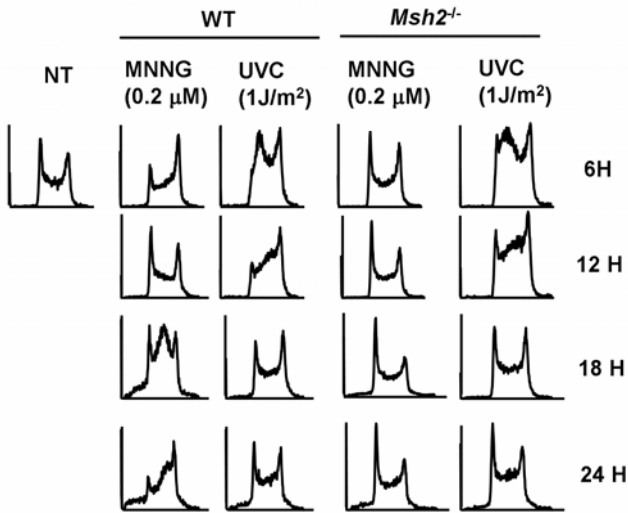 WT
Msh2-/-
NT
MNNG
(0.2 µM)
UVC
(1J/m²)
MNNG
(0.2 µM)
UVC
(1J/m²)
6H
12 H
18 H
24 H